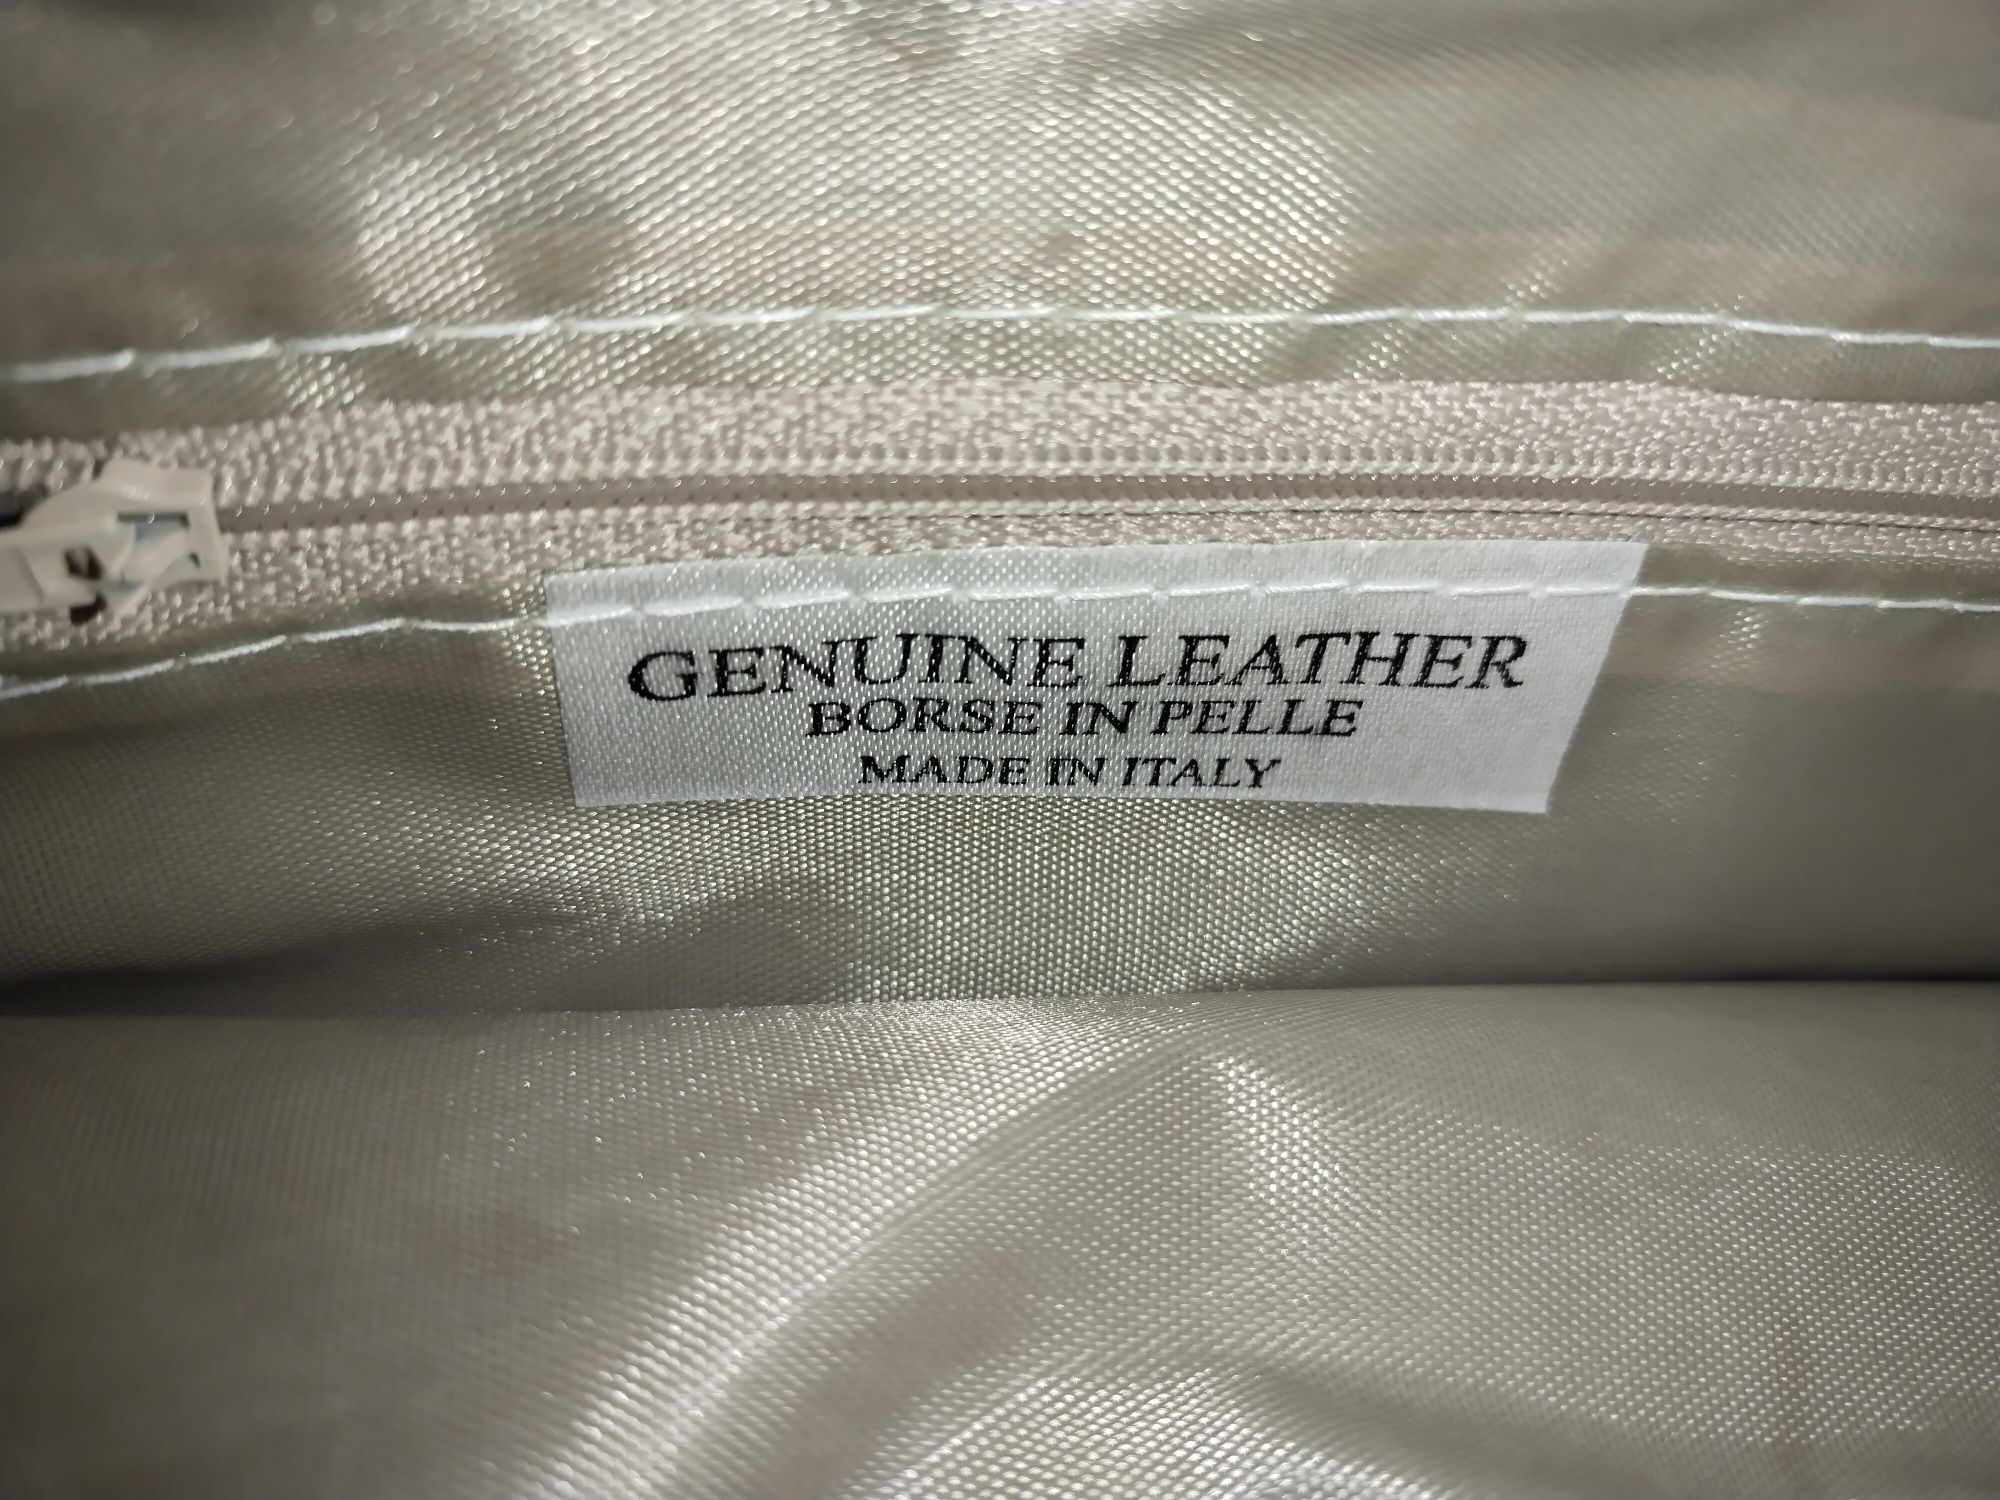 GENUINE LEATHER
BORSE IN PELLE
MADE IN ITALY